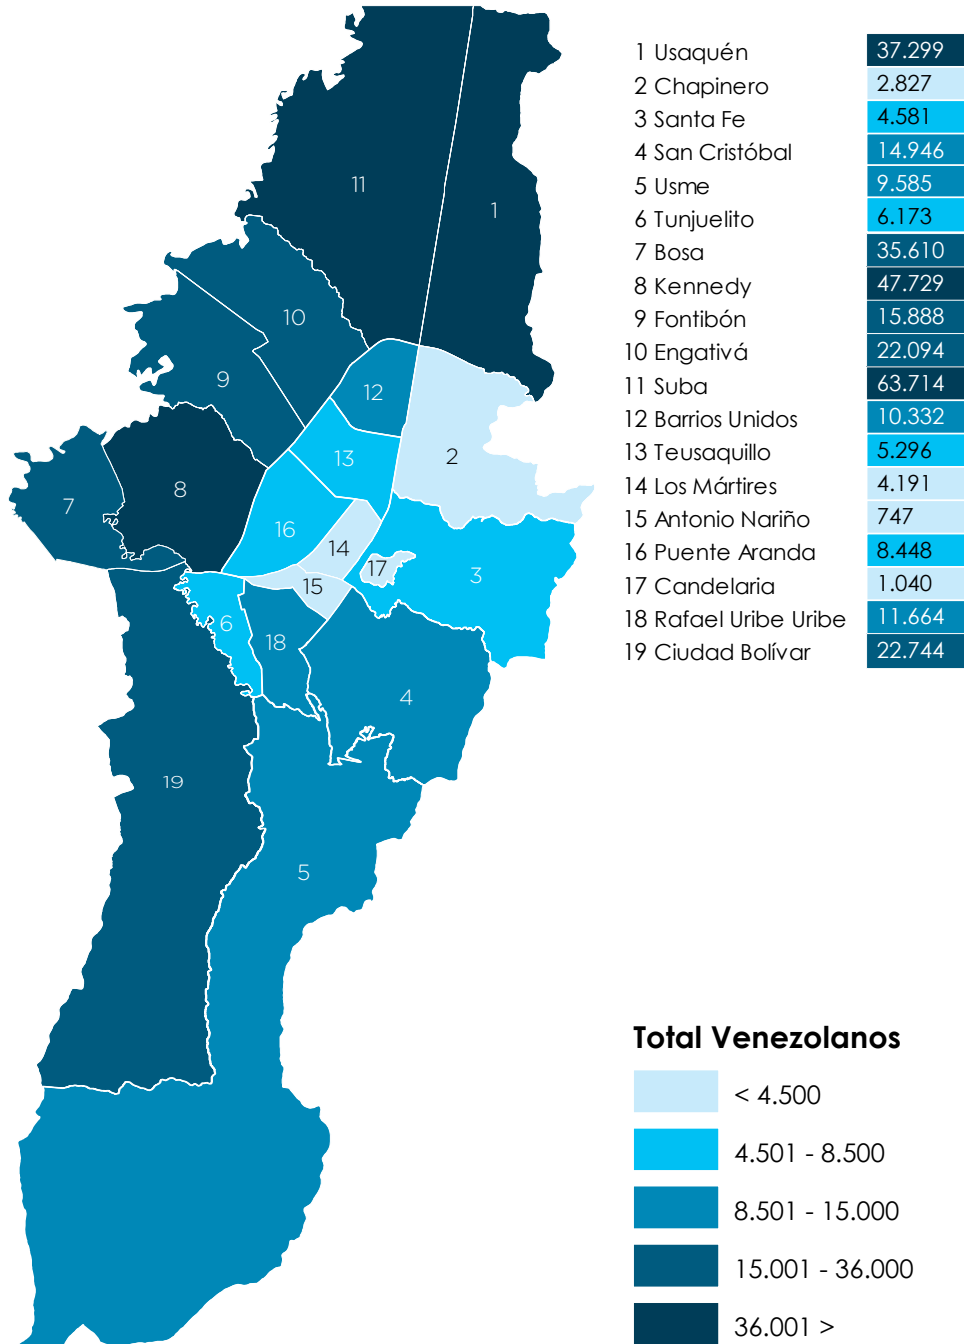 1 Usaquén 37.299
2 Chapinero 2.827
3 Santa Fe 4.581
4 San Cristóbal 14.946
5 Usme 9.585
6 Tunjuelito 6.173
7 Bosa 35.610
8 Kennedy 47.729
9 Fontibón 15.888
10 Engativá 22.094
11 Suba 63.714
12 Barrios Unidos 10.332
13 Teusaquillo 5.296
14 Los Mártires 4.191
15 Antonio Nariño 747
16 Puente Aranda 8.448
17 Candelaria 1.040
18 Rafael Uribe Uribe 11.664
19 Ciudad Bolívar 22.744
11
1
10
9
12
2
13
8
7
16
14
17
3
15
6
18
4
19
5
Total Venezolanos
< 4.500
4.501 - 8.500
8.501 - 15.000
15.001 - 36.000
36.001 >